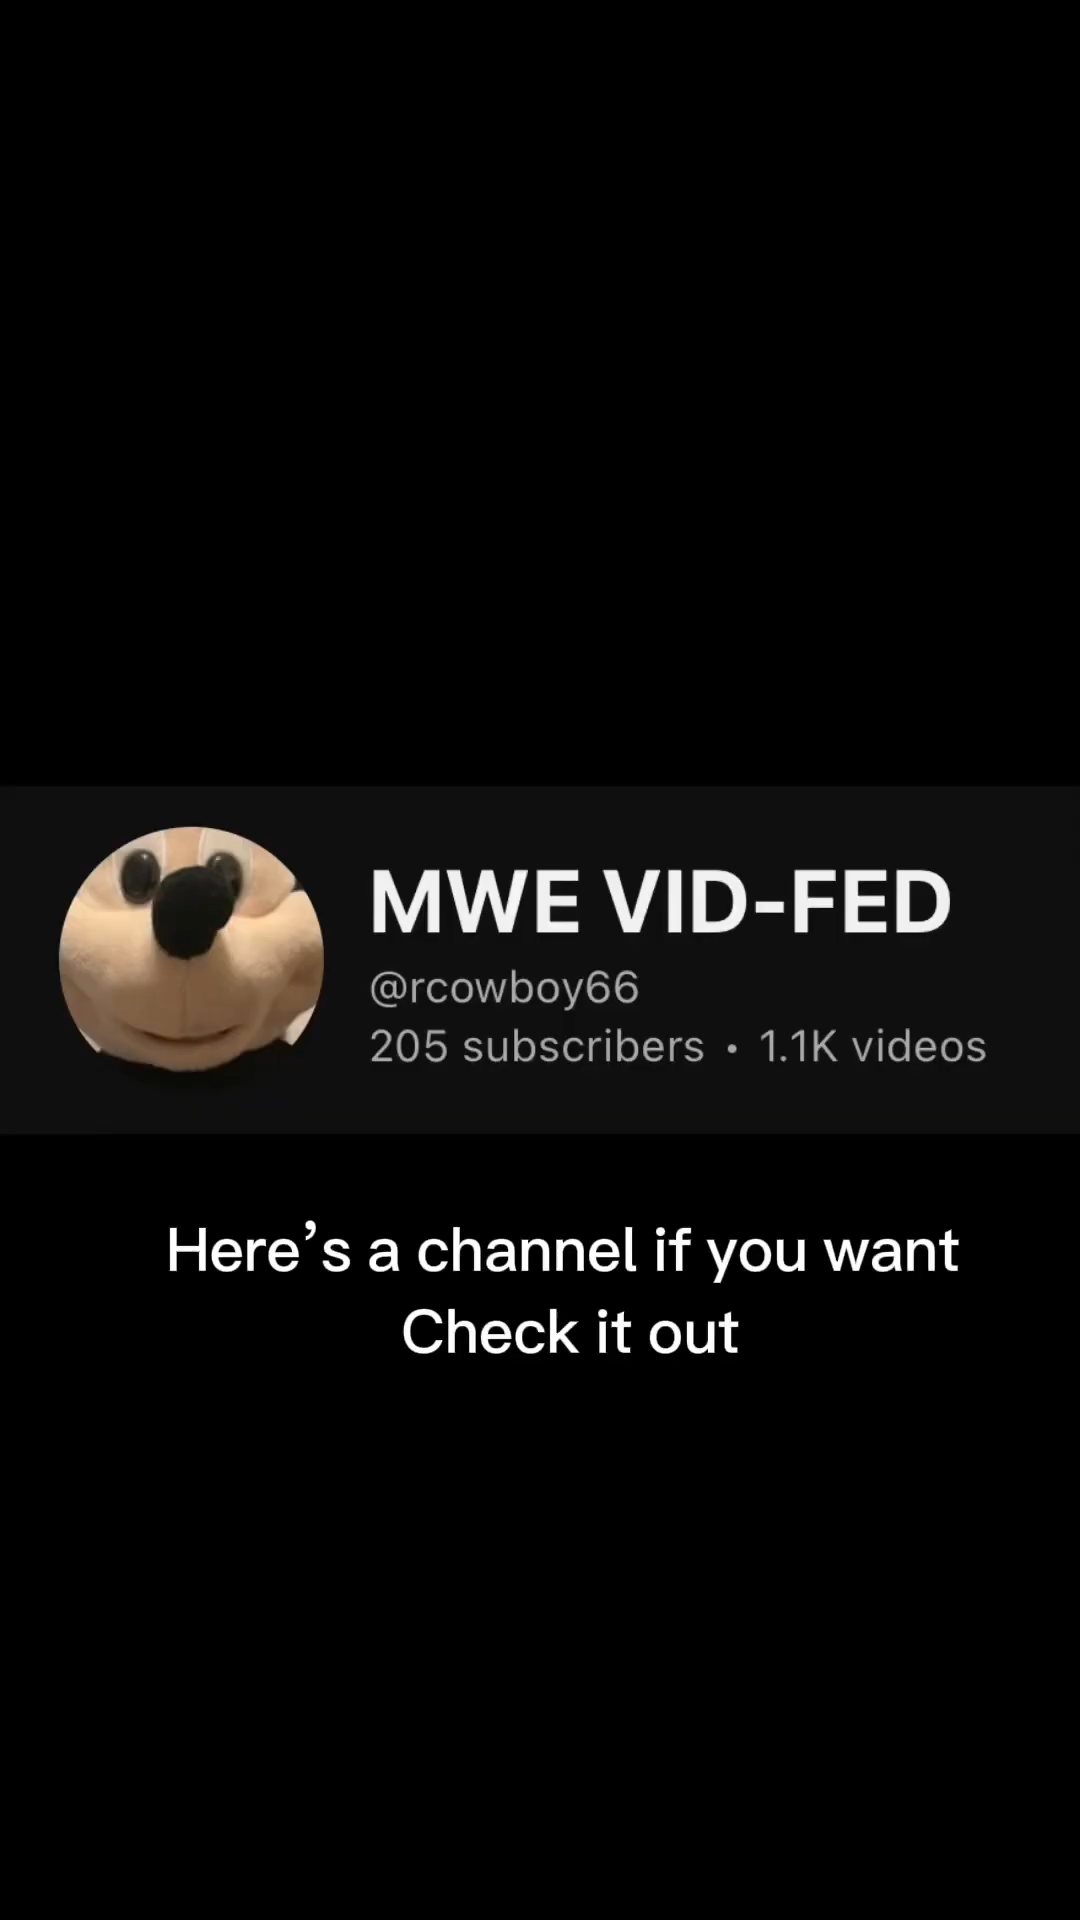 MWE VID-FED
@rcowboy66
205 subscribers • 1.1K videos
Here’s a channel if you want
Check it out